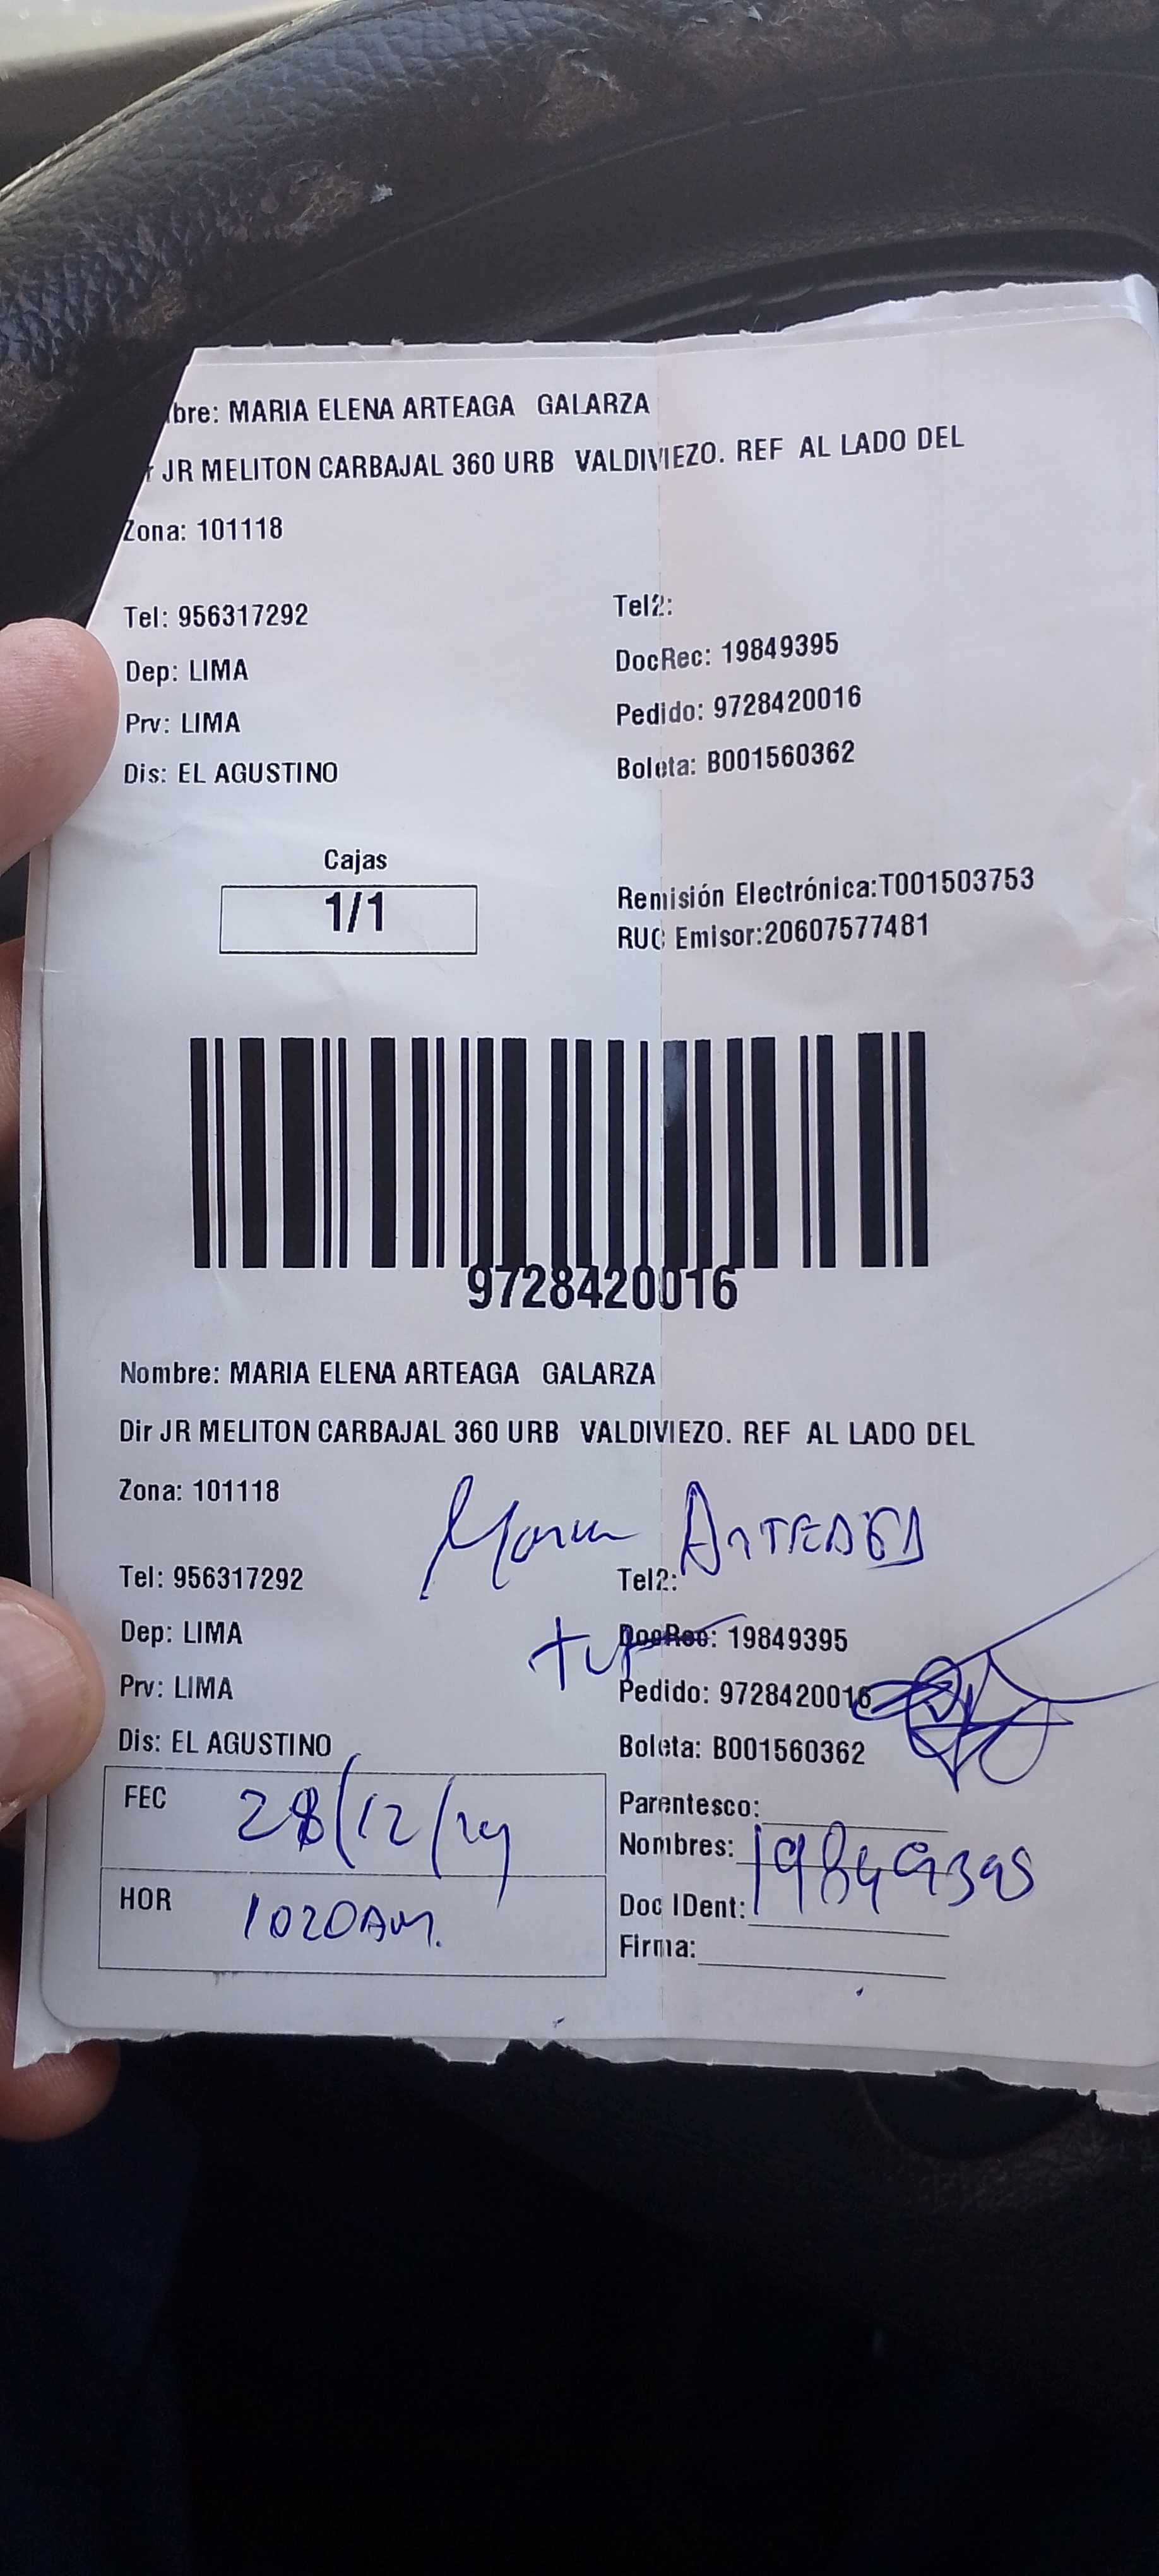 bre: MARIA ELENA ARTEAGA GALARZA
JR MELITON CARBAJAL 360 URB VALDIVIEZO. REF AL LADO DEL
Zona: 101118
Tel: 956317292
Tel2:
Dep: LIMA
DocRec: 19849395
Prv: LIMA
Pedido: 9728420016
Dis: EL AGUSTINO
Boleta: B001560362
Cajas
1/1
Remisión Electrónica:T001503753
RUC Emisor:20607577481
9728420016
Nombre: MARIA ELENA ARTEAGA GALARZA
Dir JR MELITON CARBAJAL 360 URB VALDIVIEZO. REF AL LADO DEL
Zona: 101118
Maria ARTEAGA
Tel: 956317292
Tel2:
Dep: LIMA
DocRec: 19849395
Prv: LIMA
Pedido: 9728420016
Dis: EL AGUSTINO
Boleta: B001560362
FEC 28/12/24
Parentesco:
Nombres:
19849395
HOR 1020AM.
Doc IDent:
Firma: